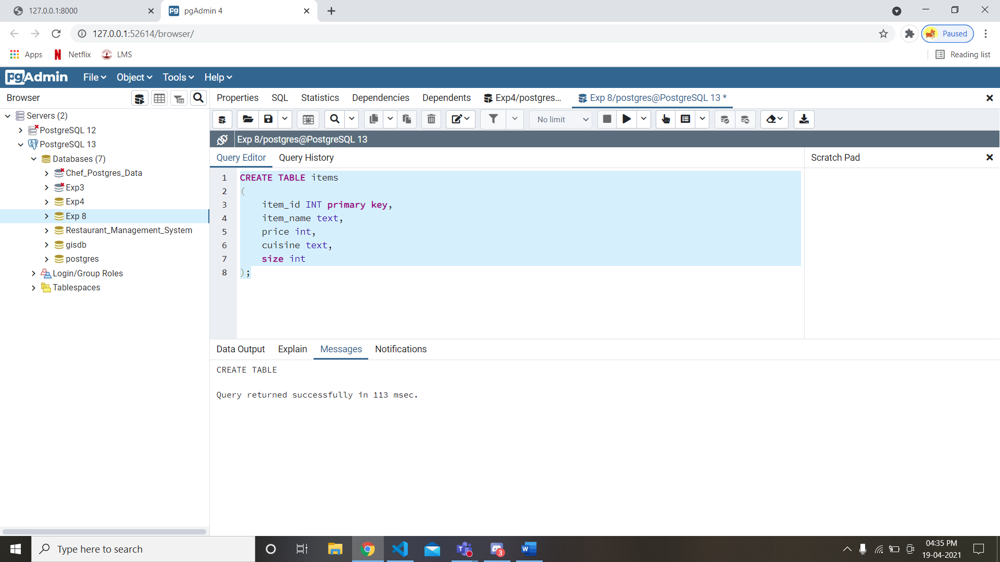 127.0.0.1:8000
pgAdmin 4
127.0.0.1:52614/browser/
Paused
Apps
Netflix
LMS
Reading list
pgAdmin
File
Object
Tools
Help
Browser
Properties
SQL
Statistics
Dependencies
Dependents
Exp4/postgres...
Exp 8/postgres@PostgreSQL 13 *
Servers (2)
PostgreSQL 12
PostgreSQL 13
Databases (7)
Chef_Postgres_Data
Exp3
Exp4
Exp 8
Restaurant_Management_System
gisdb
postgres
Login/Group Roles
Tablespaces
No limit
Exp 8/postgres@PostgreSQL 13
Query Editor
Query History
Scratch Pad
1 CREATE TABLE items
2 (
3 item_id INT primary key,
4 item_name text,
5 price int,
6 cuisine text,
7 size int
8 );
Data Output
Explain
Messages
Notifications
CREATE TABLE
Query returned successfully in 113 msec.
Type here to search
3
04:35 PM
19-04-2021